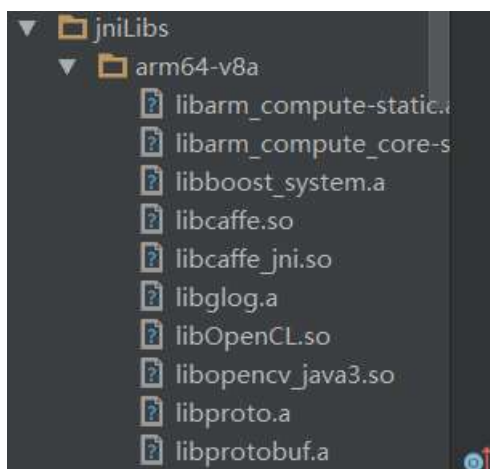 jniLibs
arm64-v8a
libarm_compute-static.
libarm_compute_core-s
libboost_system.a
libcaffe.so
libcaffe_jni.so
libglog.a
libOpenCL.so
libopencv_java3.so
libproto.a
libprotobuf.a